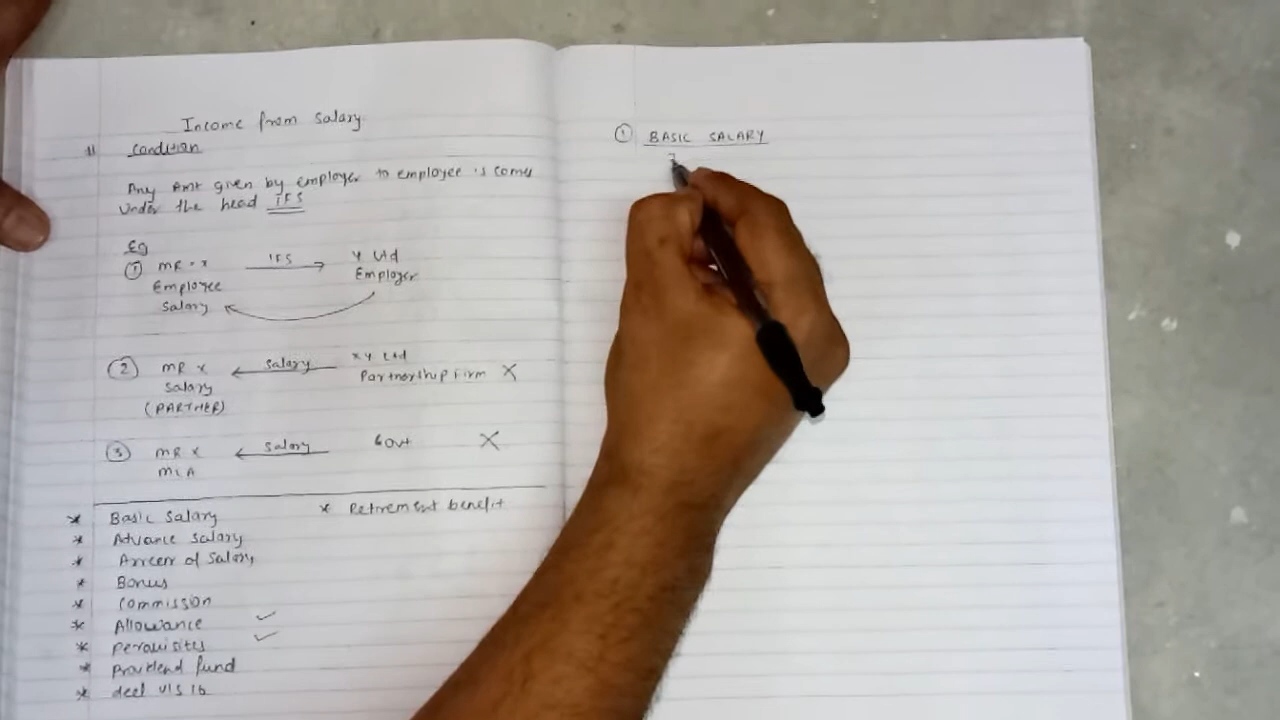 Income from Salary
1) Condition
Any Amt given by employer to employee is comes
Under the head IFS
Eg
① MR. X IFS Y Ltd
Employee Employer
Salary
② MR X Salary XY Ltd
Salary Partnership Firm X
(PARTNER)
③ MR X Salary Govt X
MLA
* Basic Salary * Retirement benefit
* Advance Salary
* Arrear of Salary
* Bonus
* Commission
* Allowance ✓
* Perquisites ✓
* Provident fund
* ded U/S 16
① BASIC SALARY